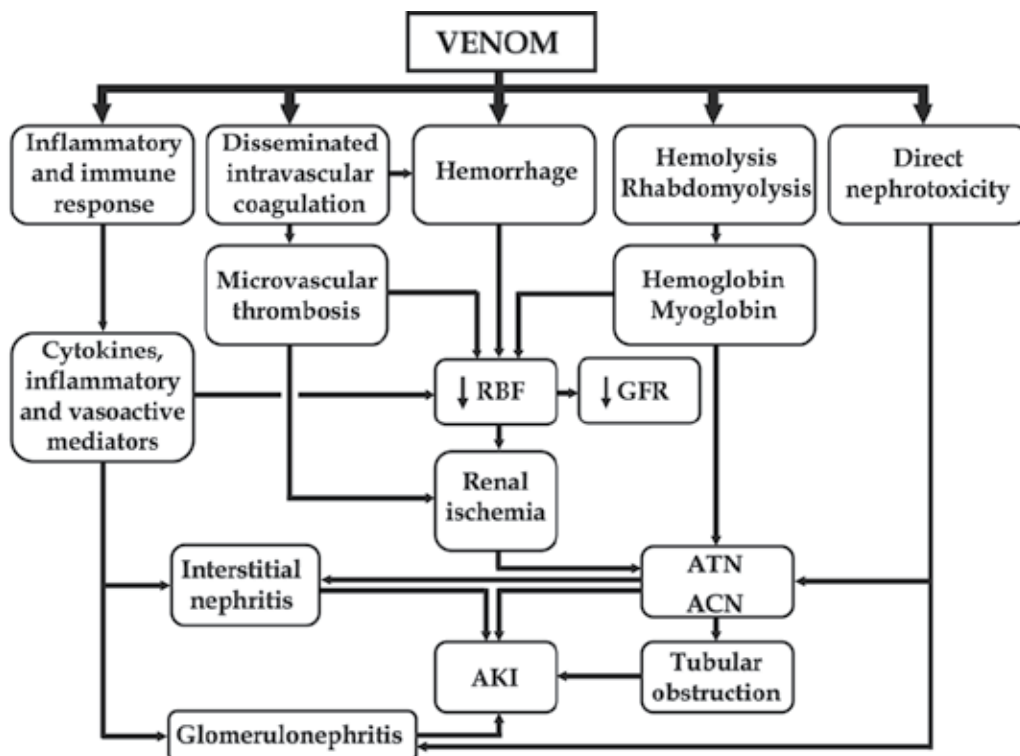 VENOM
Inflammatory
and immune
response
Disseminated
intravascular
coagulation
Hemorrhage
Hemolysis
Rhabdomyolysis
Direct
nephrotoxicity
Microvascular
thrombosis
Hemoglobin
Myoglobin
Cytokines,
inflammatory
and vasoactive
mediators
↓ RBF
↓ GFR
Renal
ischemia
Interstitial
nephritis
ATN
ACN
AKI
Tubular
obstruction
Glomerulonephritis